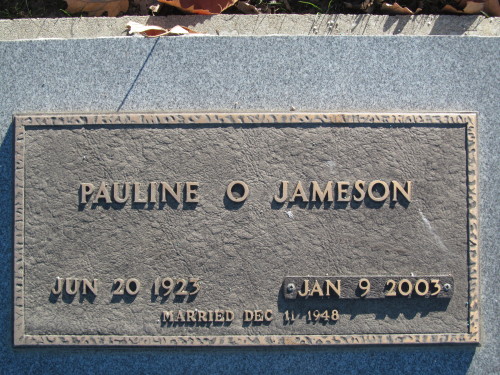 PAULINE O JAMESON
JUN 20 1923 JAN 9 2003
MARRIED DEC 11 1948